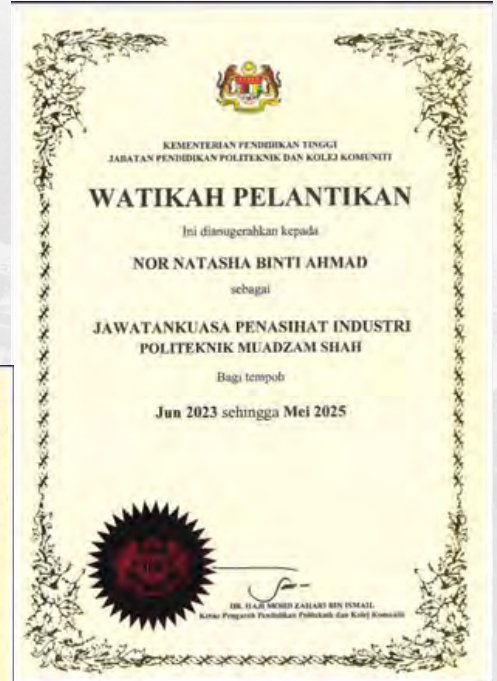 KEMENTERIAN PENDIDIKAN TINGGI
JABATAN PENDIDIKAN POLITEKNIK DAN KOLEJ KOMUNITI
WATIKAH PELANTIKAN
Ini dianugerahkan kepada
NOR NATASHA BINTI AHMAD
sebagai
JAWATANKUASA PENASIHAT INDUSTRI
POLITEKNIK MUADZAM SHAH
Bagi tempoh
Jun 2023 sehingga Mei 2025
DR. HAJI MOHD ZAHARI BIN ISMAIL
Ketua Pengarah Pendidikan Politeknik dan Kolej Komuniti